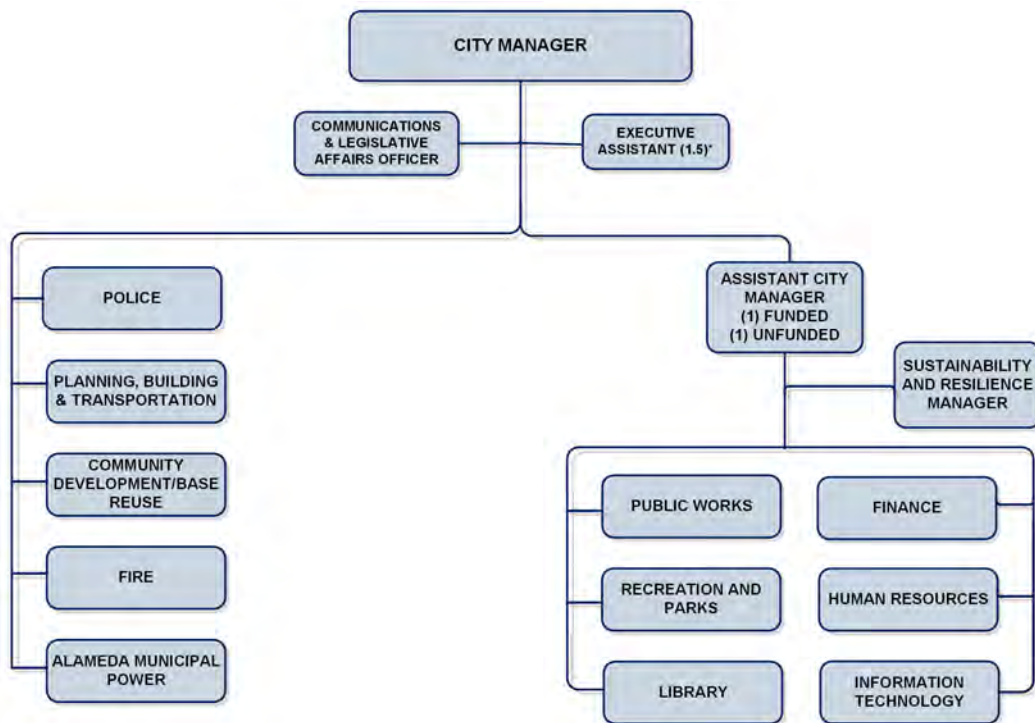 CITY MANAGER
COMMUNICATIONS
& LEGISLATIVE
AFFAIRS OFFICER
EXECUTIVE
ASSISTANT (1.5)*
POLICE
PLANNING, BUILDING
& TRANSPORTATION
COMMUNITY
DEVELOPMENT/BASE
REUSE
FIRE
ALAMEDA MUNICIPAL
POWER
ASSISTANT CITY
MANAGER
(1) FUNDED
(1) UNFUNDED
SUSTAINABILITY
AND RESILIENCE
MANAGER
PUBLIC WORKS
FINANCE
RECREATION AND
PARKS
HUMAN RESOURCES
LIBRARY
INFORMATION
TECHNOLOGY